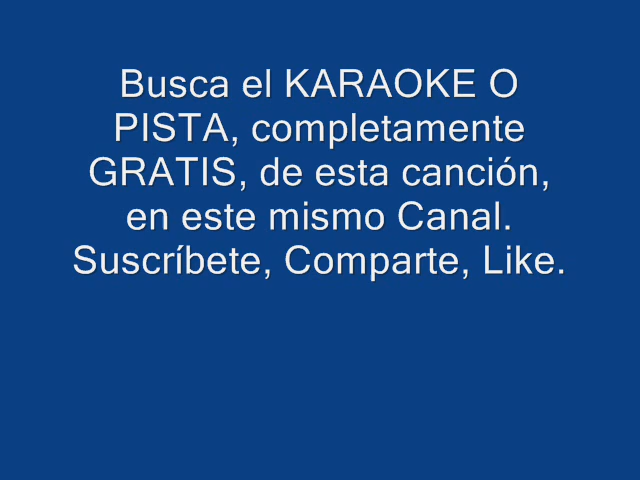 Busca el KARAOKE O
PISTA, completamente
GRATIS, de esta canción,
en este mismo Canal.
Suscríbete, Comparte, Like.